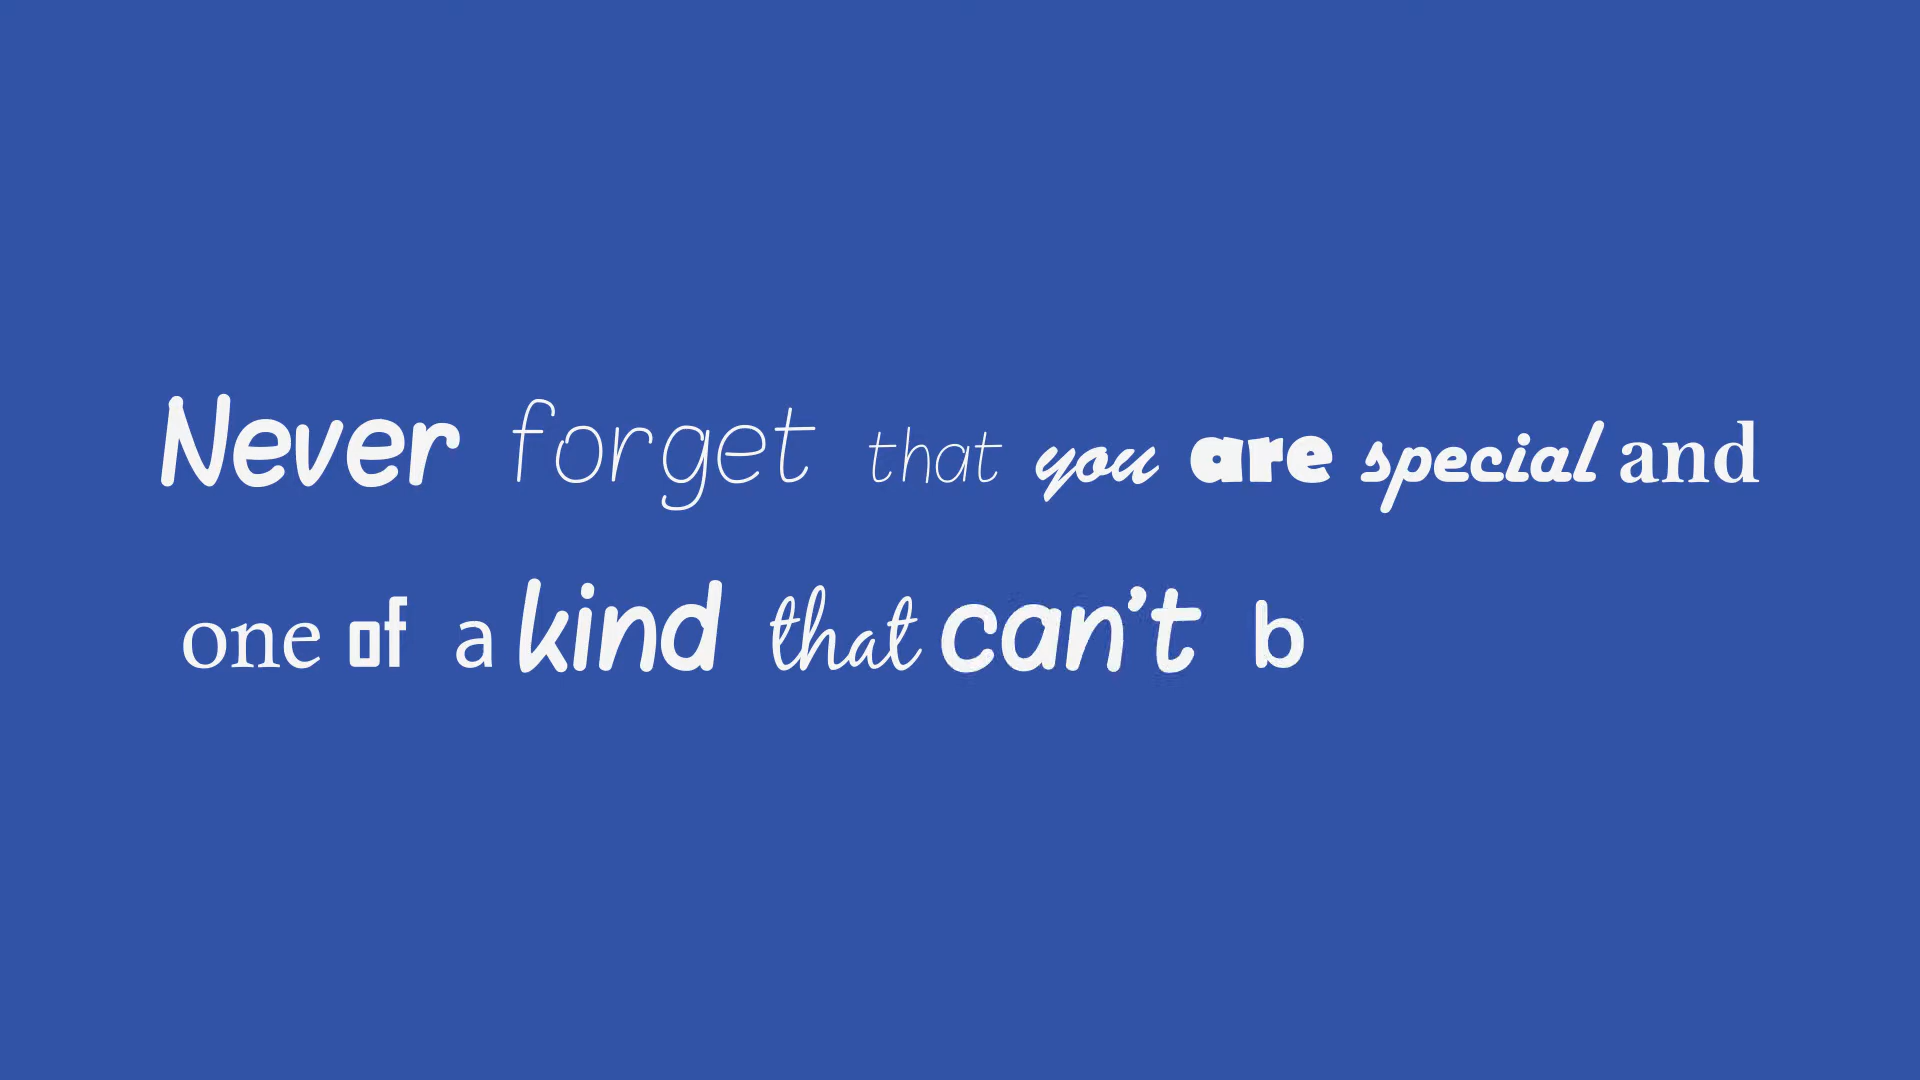 Never forget that you are special and
one of a kind that can’t b